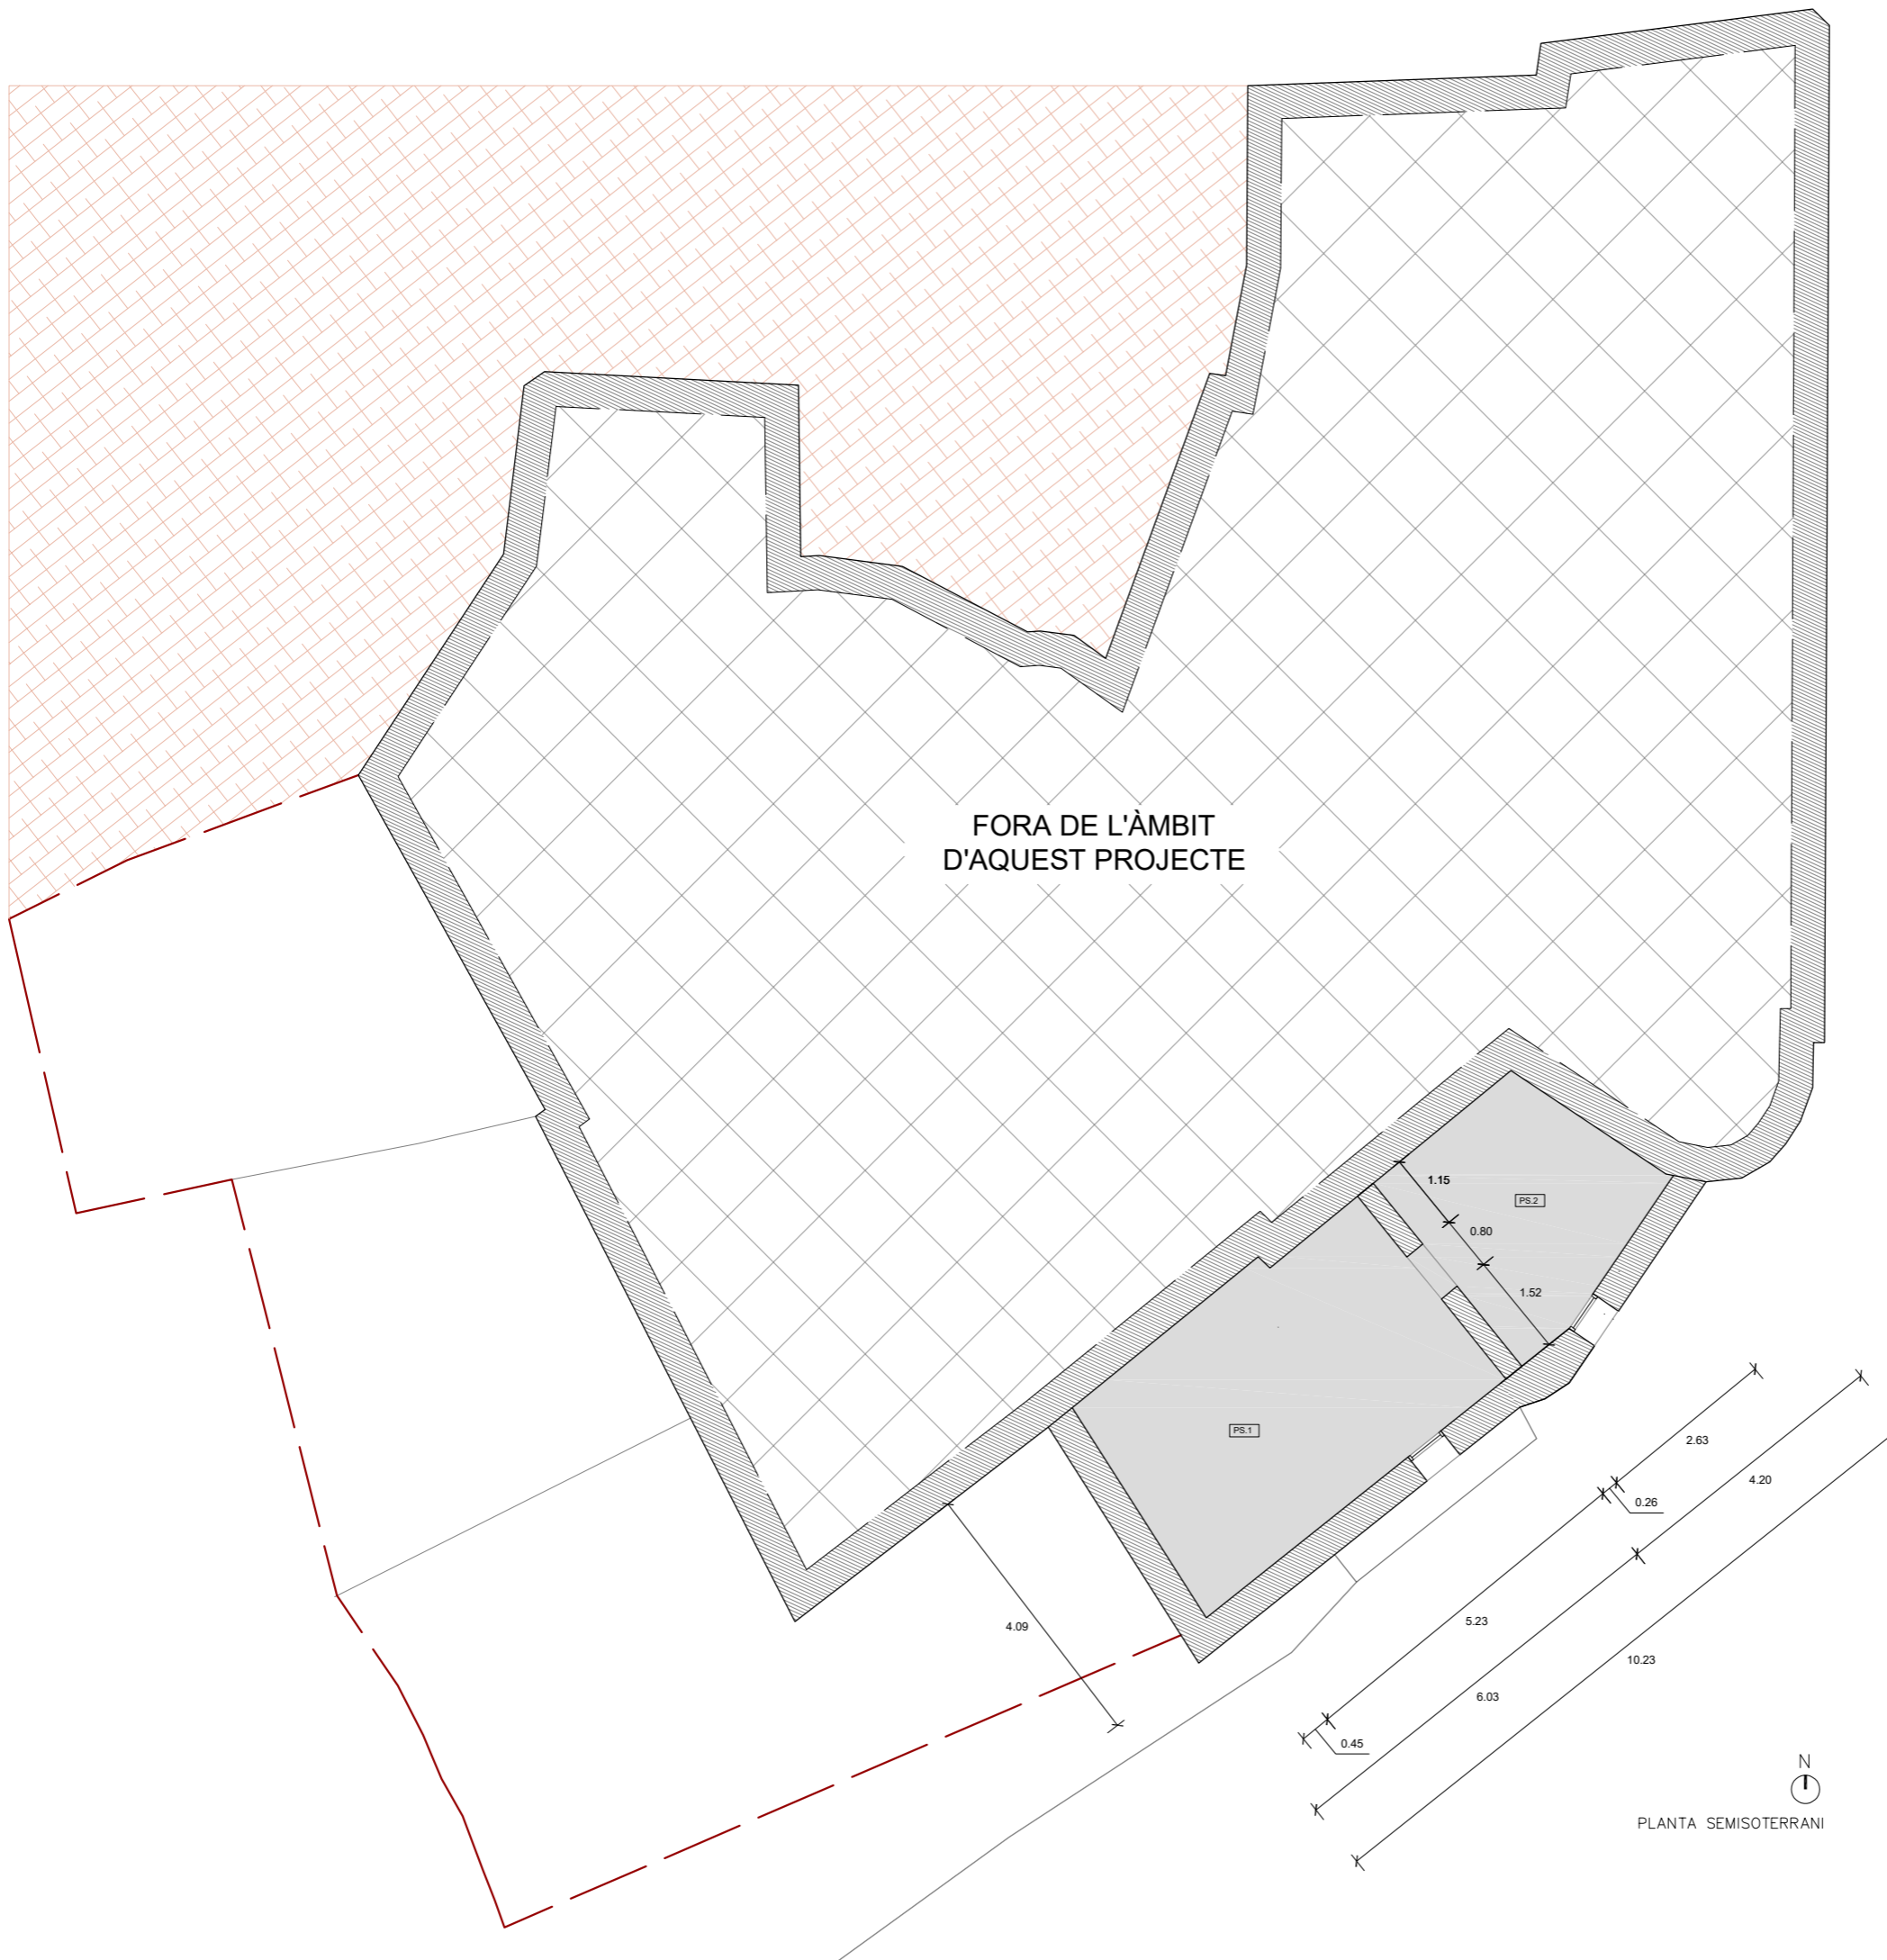 FORA DE L'ÀMBIT
D'AQUEST PROJECTE
1.15
PS.2
0.80
1.52
PS.1
2.63
4.20
0.26
5.23
4.09
10.23
6.03
0.45
N
PLANTA SEMISOTERRANI